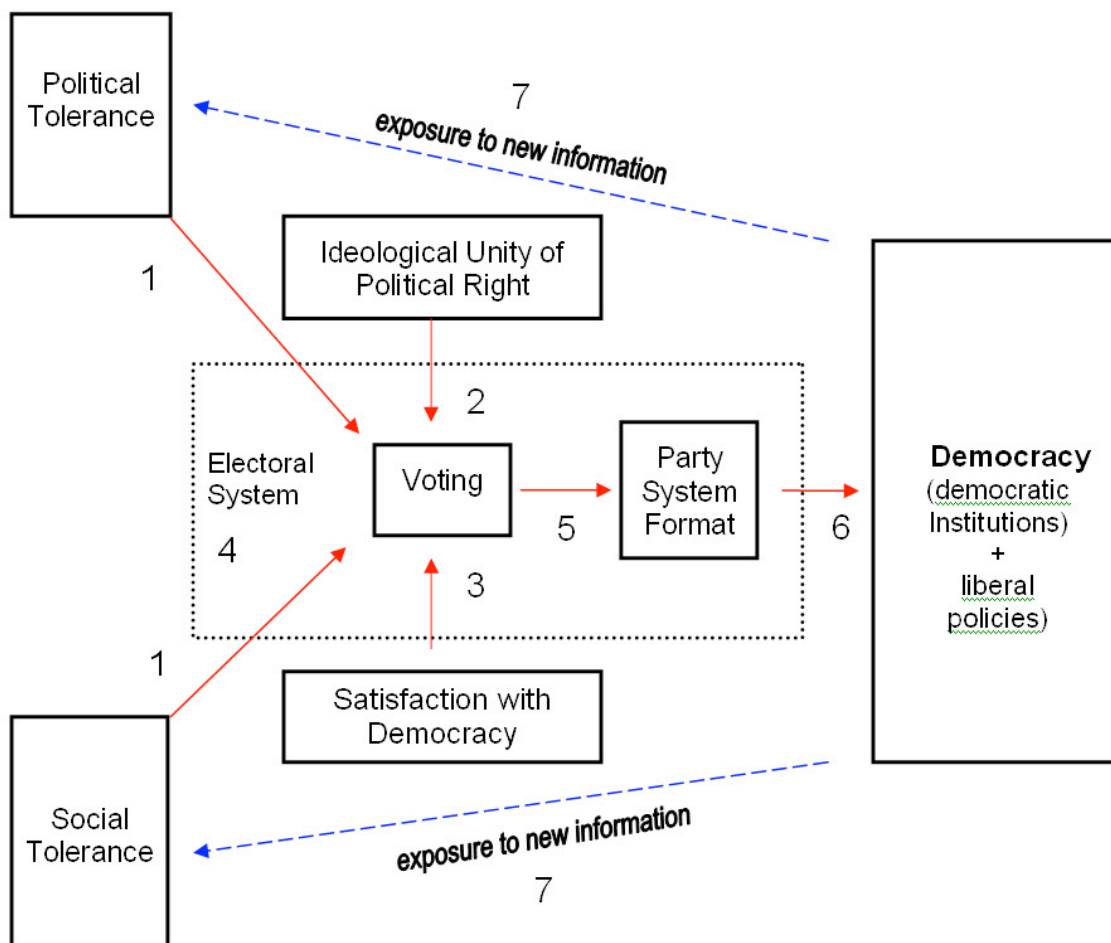 Political
Tolerance
7
exposure to new information
1
Ideological Unity of
Political Right
2
Electoral
System
4
Voting
5
Party
System
Format
6
Democracy
(democratic
Institutions)
+
liberal
policies)
3
1
Satisfaction with
Democracy
Social
Tolerance
exposure to new information
7